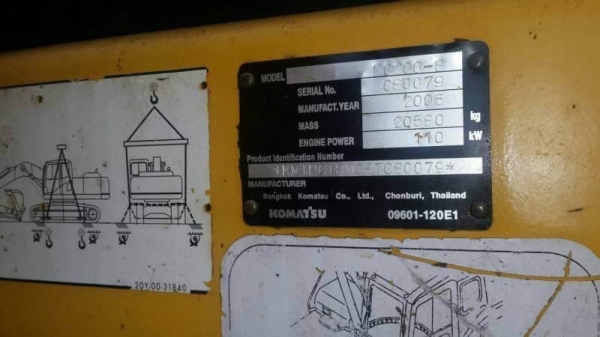 MODEL
SERIAL No. C80079
MANUFACT. YEAR 2006
MASS 20580 kg
ENGINE POWER 110 kW
Product Identification Number
MANUFACTURER
Bangkok Komatsu Co., Ltd., Chonburi, Thailand
KOMATSU 09601-120E1
20Y-00-31840